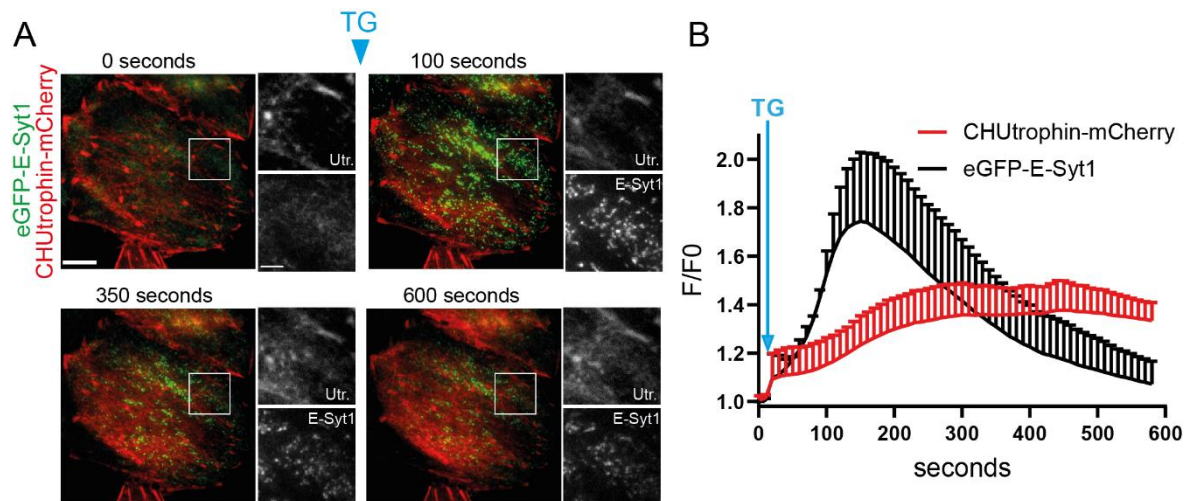 A
TG
0 seconds
100 seconds
eGFP-E-Syt1
CHUtrophin-mCherry
Utr.
Utr.
E-Syt1
350 seconds
600 seconds
Utr.
E-Syt1
Utr.
E-Syt1
B
TG
CHUtrophin-mCherry
eGFP-E-Syt1
F/F0
2.0
1.8
1.6
1.4
1.2
1.0
0 100 200 300 400 500 600
seconds